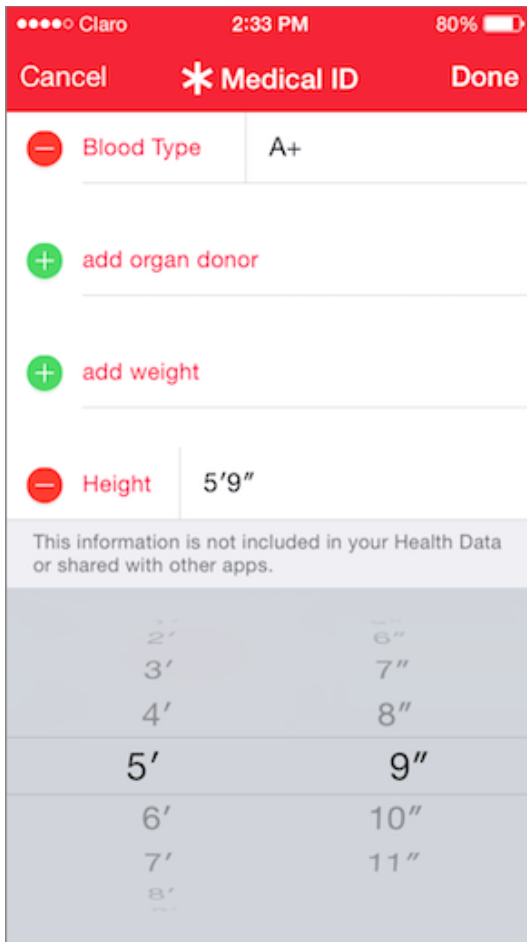 Claro 2:33 PM 80%
Cancel Medical ID Done
Blood Type A+
add organ donor
add weight
Height 5′9″
This information is not included in your Health Data
or shared with other apps.
2′ 6″
3′ 7″
4′ 8″
5′ 9″
6′ 10″
7′ 11″
8′